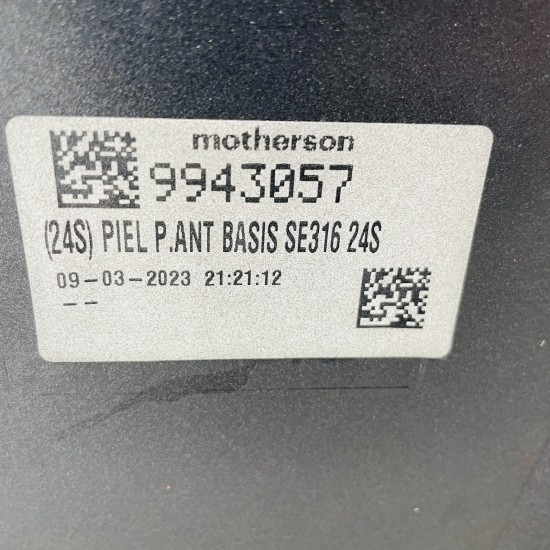 motherson
9943057
(24S) PIEL P.ANT BASIS SE316 24S
09-03-2023 21:21:12
--